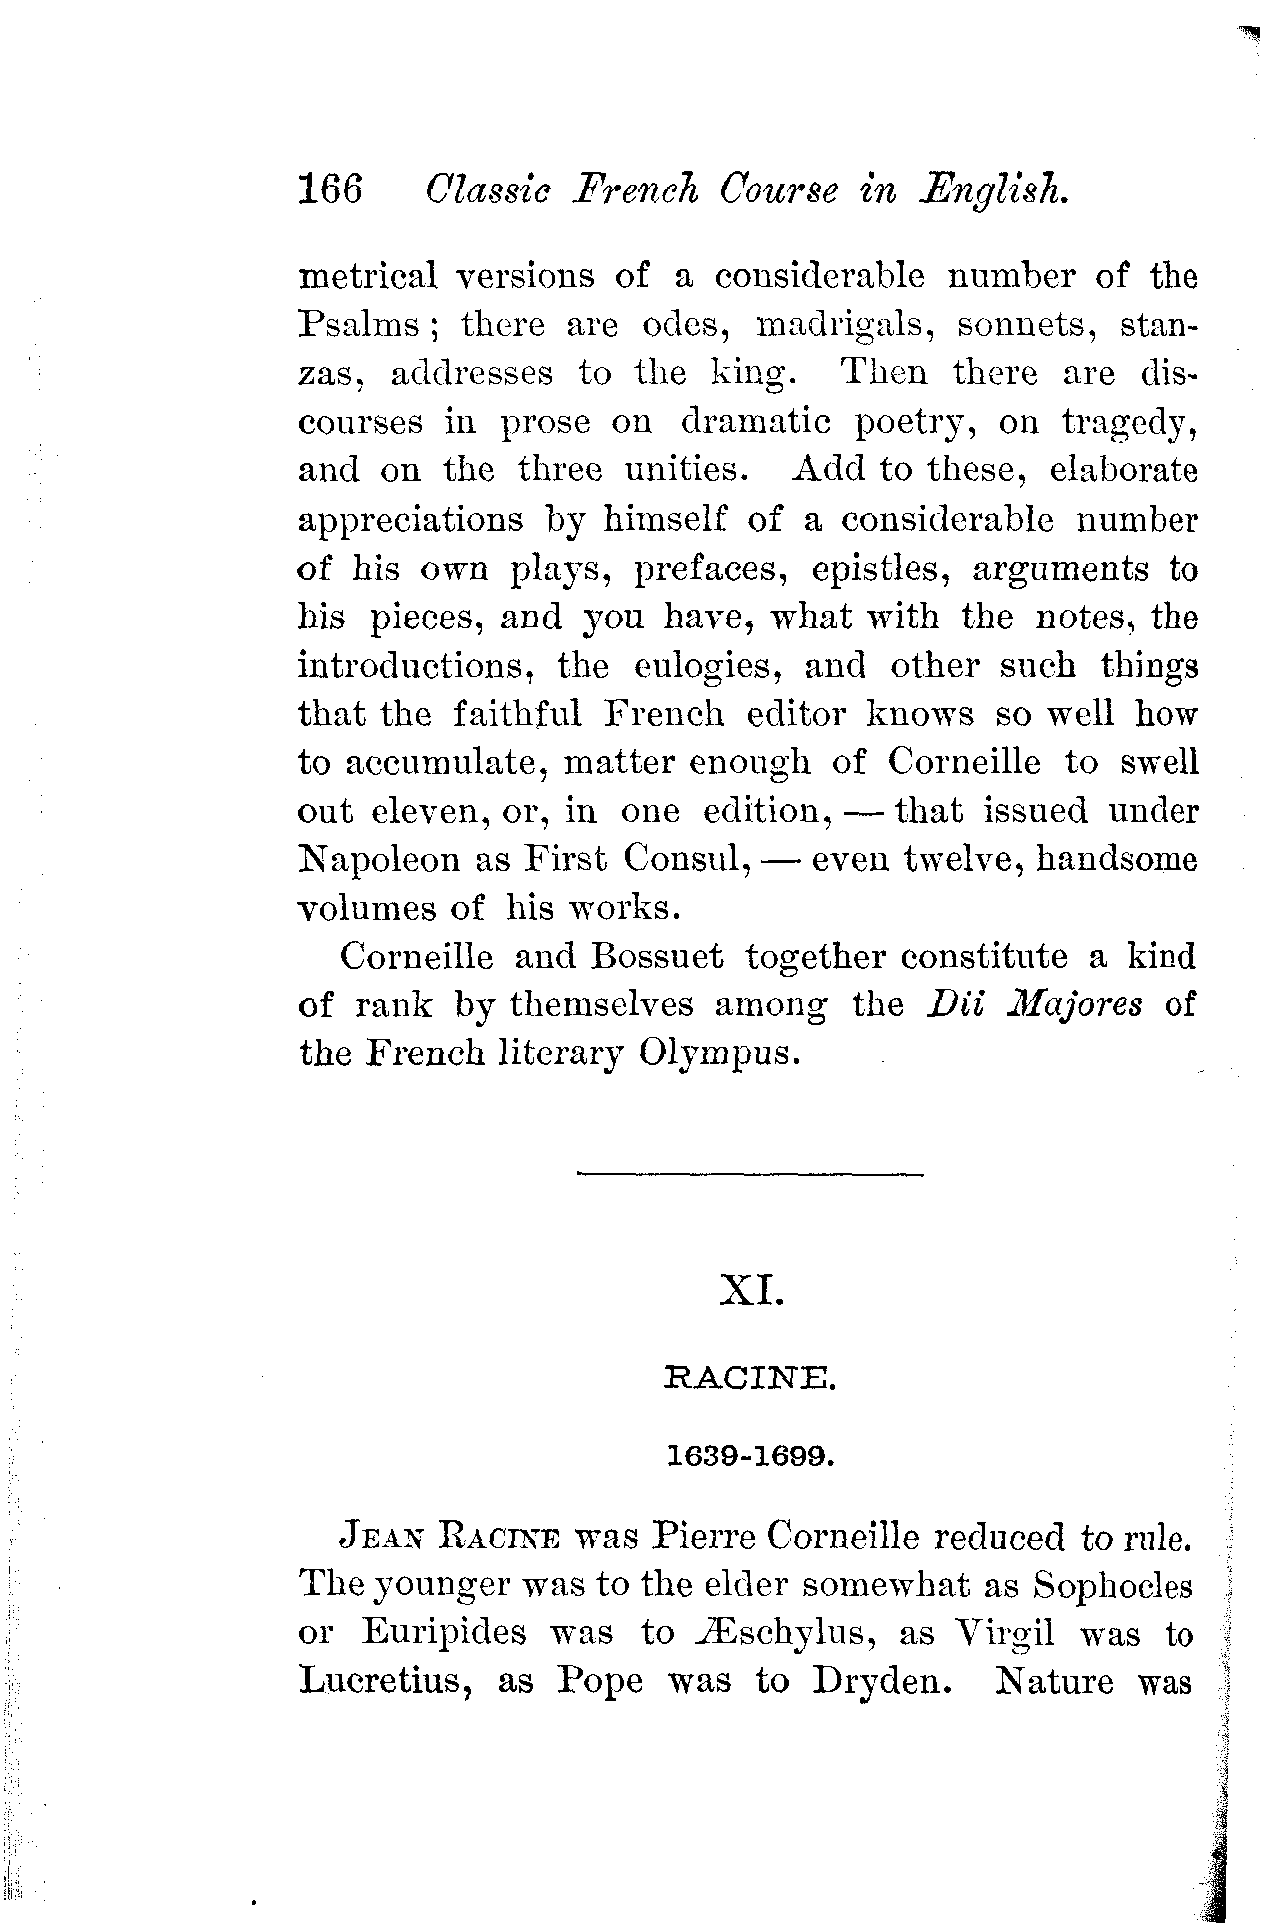 166 Classic French Course in English.
metrical versions of a considerable number of the
Psalms ; there are odes, madrigals, sonnets, stan-
zas, addresses to the king. Then there are dis-
courses in prose on dramatic poetry, on tragedy,
and on the three unities. Add to these, elaborate
appreciations by himself of a considerable number
of his own plays, prefaces, epistles, arguments to
his pieces, and you have, what with the notes, the
introductions, the eulogies, and other such things
that the faithful French editor knows so well how
to accumulate, matter enough of Corneille to swell
out eleven, or, in one edition, — that issued under
Napoleon as First Consul, — even twelve, handsome
volumes of his works.
Corneille and Bossuet together constitute a kind
of rank by themselves among the Dii Majores of
the French literary Olympus.
XI.
RACINE.
1639-1699.
JEAN RACINE was Pierre Corneille reduced to rule.
The younger was to the elder somewhat as Sophocles
or Euripides was to Æschylus, as Virgil was to
Lucretius, as Pope was to Dryden. Nature was